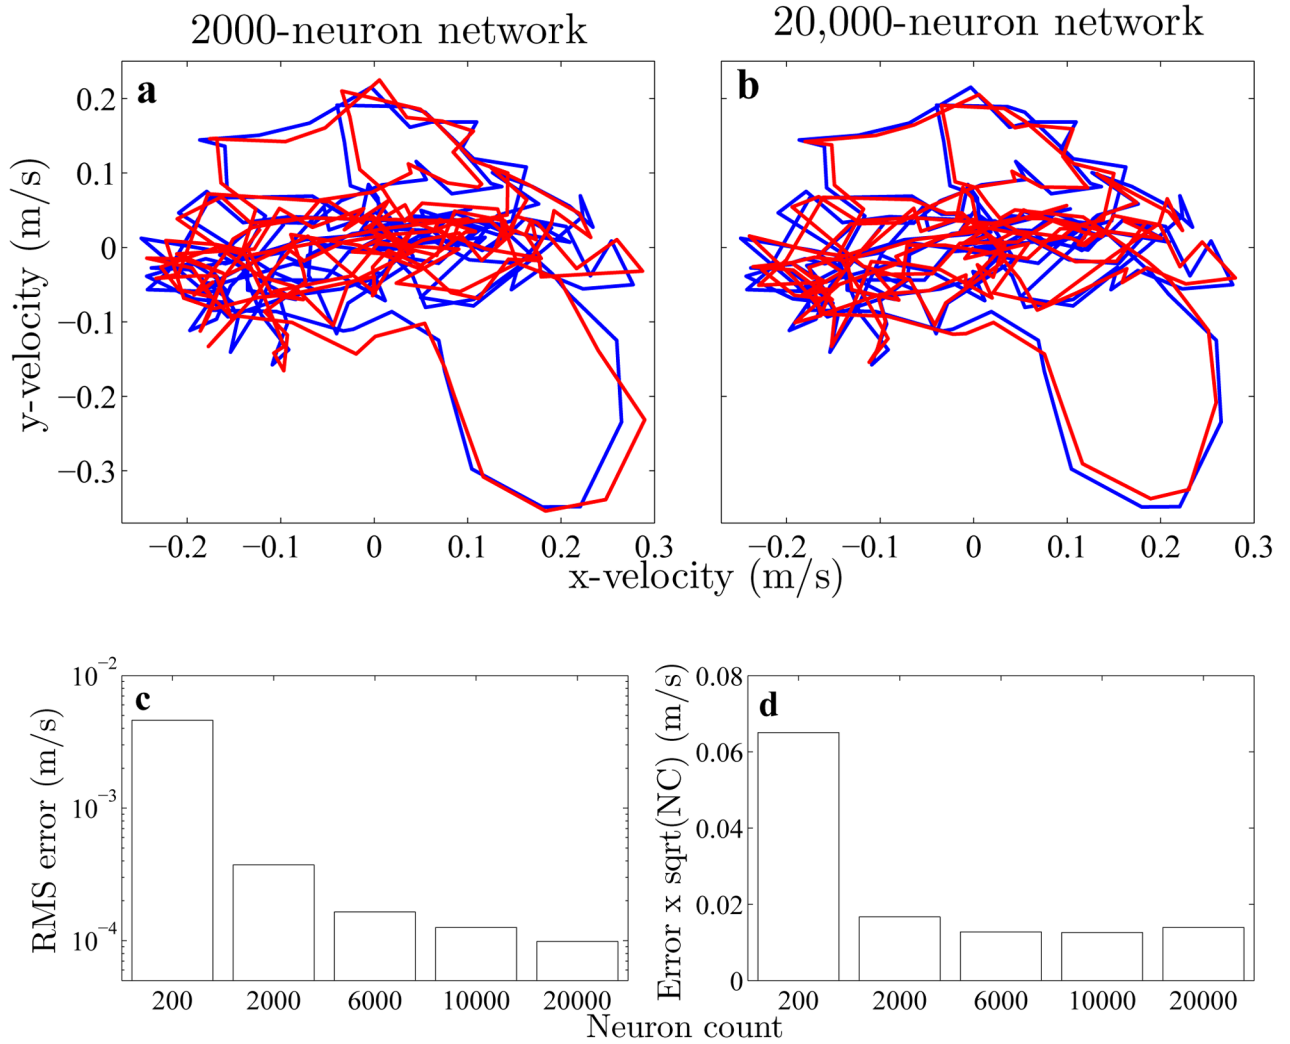 2000-neuron network
20,000-neuron network
a
b
y-velocity (m/s)
0.2
0.1
0
−0.1
−0.2
−0.3
−0.2 −0.1 0 0.1 0.2 0.3
−0.2 −0.1 0 0.1 0.2 0.3
x-velocity (m/s)
c
RMS error (m/s)
10−2
10−3
10−4
200 2000 6000 10000 20000
d
Error x sqrt(NC) (m/s)
0.08
0.06
0.04
0.02
0
200 2000 6000 10000 20000
Neuron count